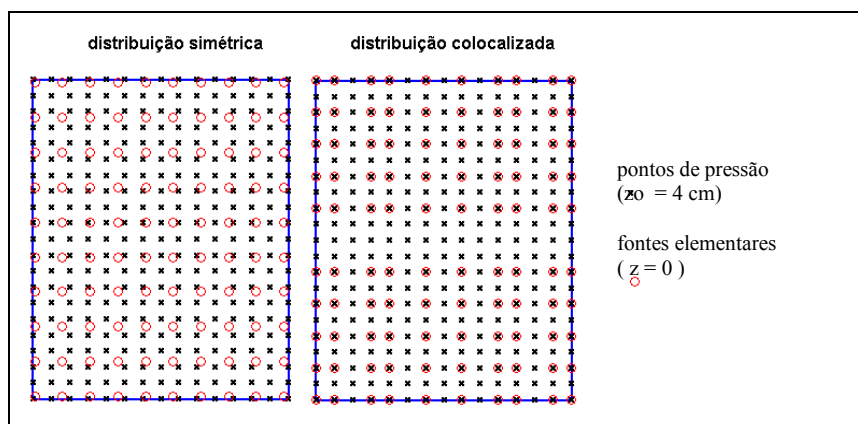 distribuição simétrica
distribuição colocalizada
pontos de pressão
(zo = 4 cm)
fontes elementares
( z = 0 )